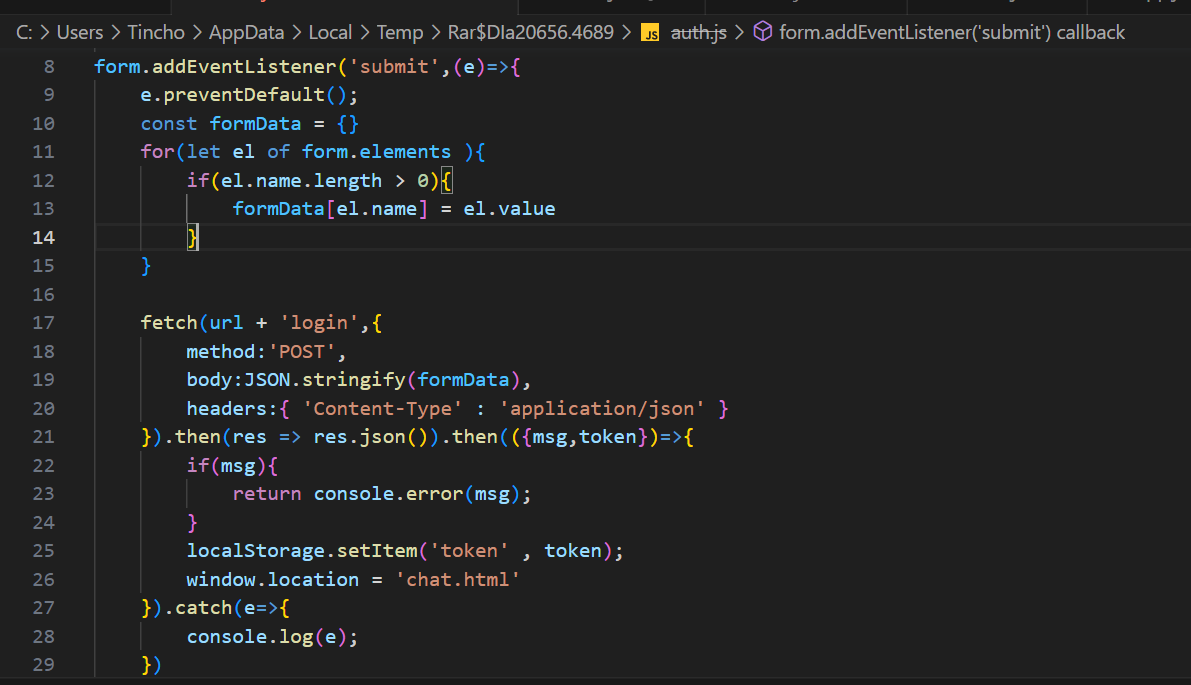 C: > Users > Tincho > AppData > Local > Temp > Rar$DIa20656.4689 > JS auth.js > form.addEventListener('submit') callback
8 form.addEventListener('submit',(e)=>{
9 e.preventDefault();
10 const formData = {}
11 for(let el of form.elements ){
12 if(el.name.length > 0){
13 formData[el.name] = el.value
14 }
15 }
16
17 fetch(url + 'login',{
18 method:'POST',
19 body:JSON.stringify(formData),
20 headers:{ 'Content-Type' : 'application/json' }
21 }).then(res => res.json()).then(({msg,token})=>{
22 if(msg){
23 return console.error(msg);
24 }
25 localStorage.setItem('token' , token);
26 window.location = 'chat.html'
27 }).catch(e=>{
28 console.log(e);
29 })